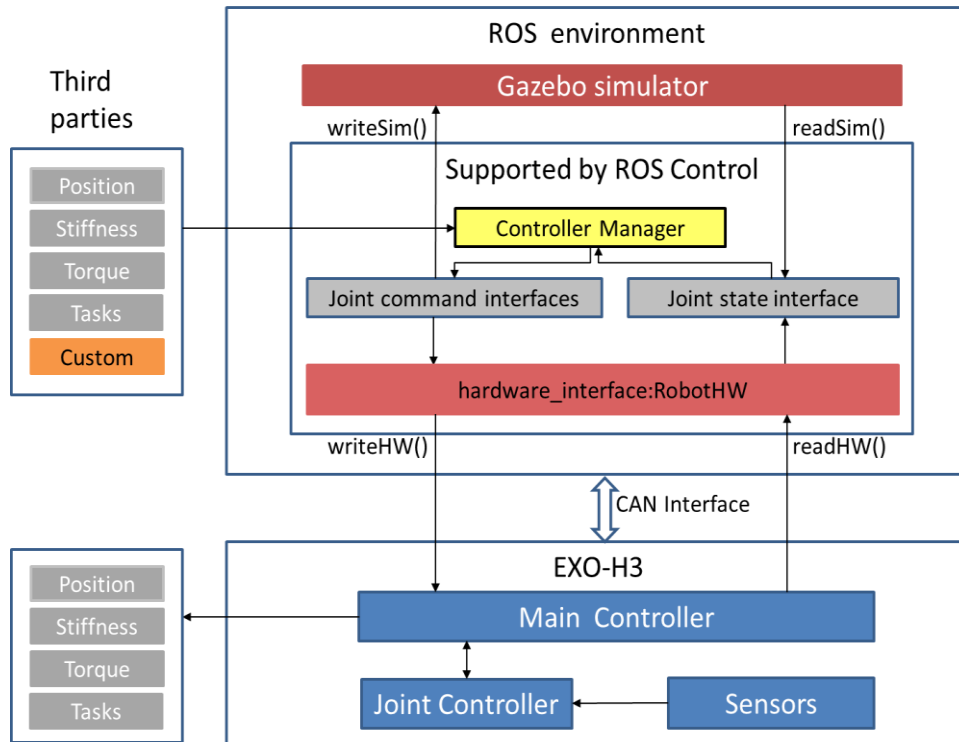 ROS environment
Gazebo simulator
Third
parties
writeSim()
readSim()
Supported by ROS Control
Position
Stiffness
Torque
Tasks
Custom
Controller Manager
Joint command interfaces
Joint state interface
hardware_interface:RobotHW
writeHW()
readHW()
CAN Interface
EXO-H3
Position
Stiffness
Torque
Tasks
Main Controller
Joint Controller
Sensors